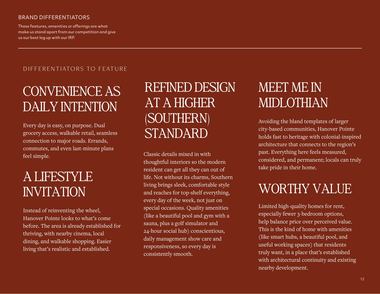 BRAND DIFFERENTIATORS
These features, amenities or offerings are what
make us stand apart from our competition and give
us our best leg up with our IRP.
DIFFERENTIATORS TO FEATURE
CONVENIENCE AS
DAILY INTENTION
Every day is easy, on purpose. Dual
grocery access, walkable retail, seamless
connection to major roads. Errands,
commutes, and even last-minute plans
feel simple.
A LIFESTYLE
INVITATION
Instead of reinventing the wheel,
Hanover Pointe looks to what's come
before. The area is already established for
thriving, with nearby cinema, local
dining, and walkable shopping. Easier
living that's realistic and established.
REFINED DESIGN
AT A HIGHER
(SOUTHERN)
STANDARD
Classic details mixed in with
thoughtful interiors so the modern
resident can get all they can out of
life. Not without its charms, Southern
living brings sleek, comfortable style
and reaches for top-shelf everything,
every day of the week, not just on
special occasions. Quality amenities
(like a beautiful pool and gym with a
sauna, plus a golf simulator and
24-hour social hub) conscientious,
daily management show care and
responsiveness, so every day is
consistently smooth.
MEET ME IN
MIDLOTHIAN
Avoiding the bland templates of larger
city-based communities, Hanover Pointe
holds fast to heritage with colonial-inspired
architecture that connects to the region's
past. Everything here feels measured,
considered, and permanent; locals can truly
take pride in their home.
WORTHY VALUE
Limited high-quality homes for rent,
especially fewer 3-bedroom options,
help balance price over perceived value.
This is the kind of home with amenities
(like smart hubs, a beautiful pool, and
useful working spaces) that residents
truly want, in a place that's established
with architectural continuity and existing
nearby development.